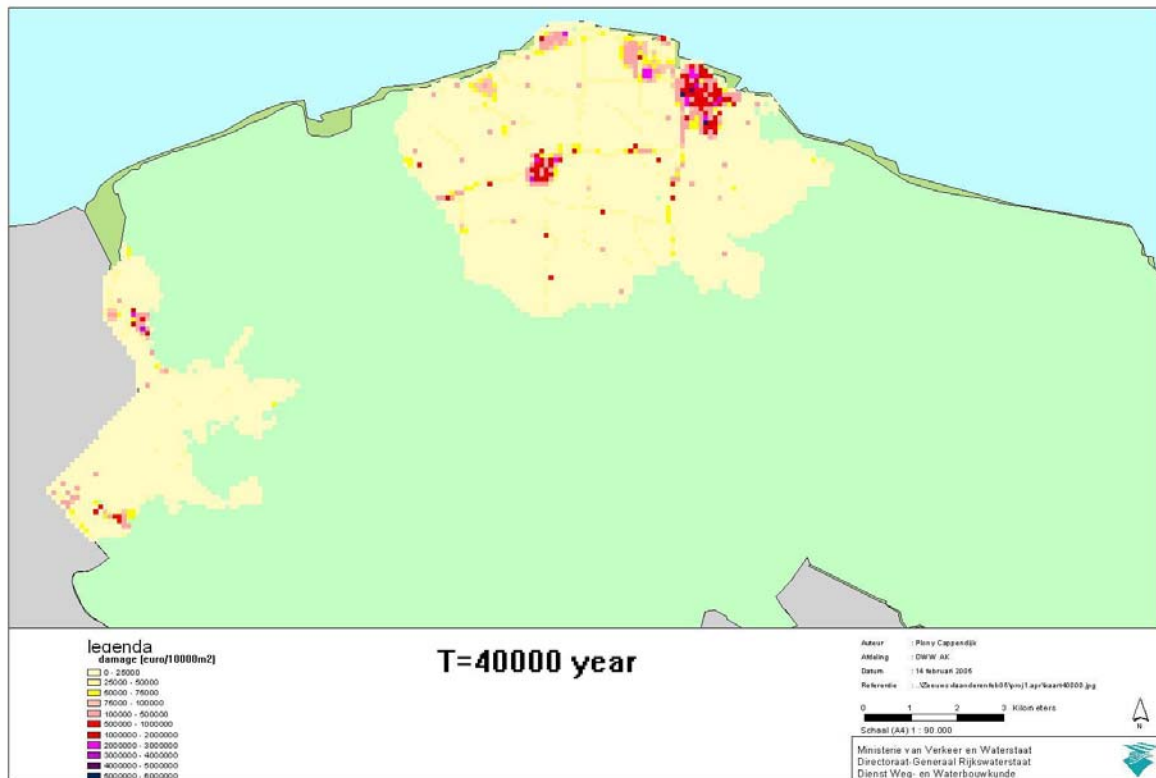 T=40000 year
legenda
damage (euro/10000m2)
0 - 25000
25000 - 50000
50000 - 75000
75000 - 100000
100000 - 500000
500000 - 1000000
1000000 - 2000000
2000000 - 3000000
3000000 - 4000000
4000000 - 5000000
5000000 - 6000000
Auteur : Plony Cappendijk
Afdeling : DWW AK
Datum : 14 februari 2005
Referentie
0 1 2 3 Kilometers
Schaal (A4) 1 : 90.000
N
Ministerie van Verkeer en Waterstaat
Directoraat-Generaal Rijkswaterstaat
Dienst Weg- en Waterbouwkunde